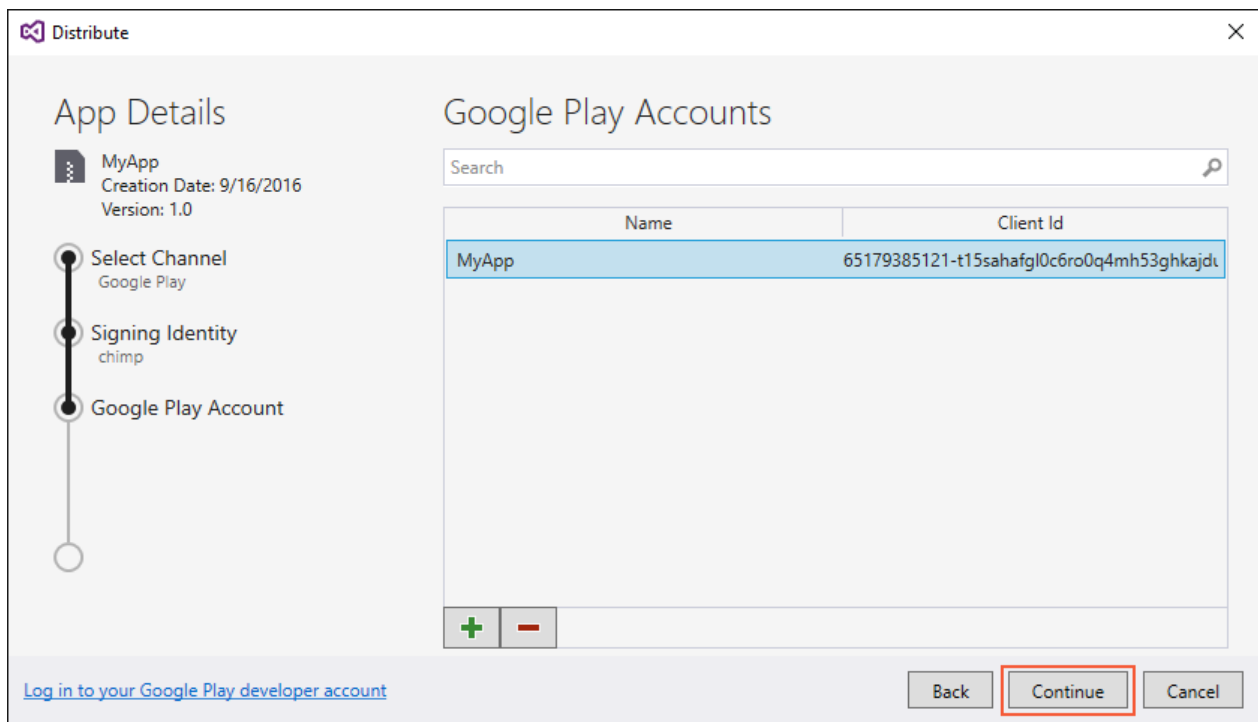 Distribute
App Details
MyApp
Creation Date: 9/16/2016
Version: 1.0
Select Channel
Google Play
Signing Identity
chimp
Google Play Account
Google Play Accounts
Search
Name Client Id
MyApp 65179385121-t15sahafgl0c6ro0q4mh53ghkajdu
Log in to your Google Play developer account
Back Continue Cancel